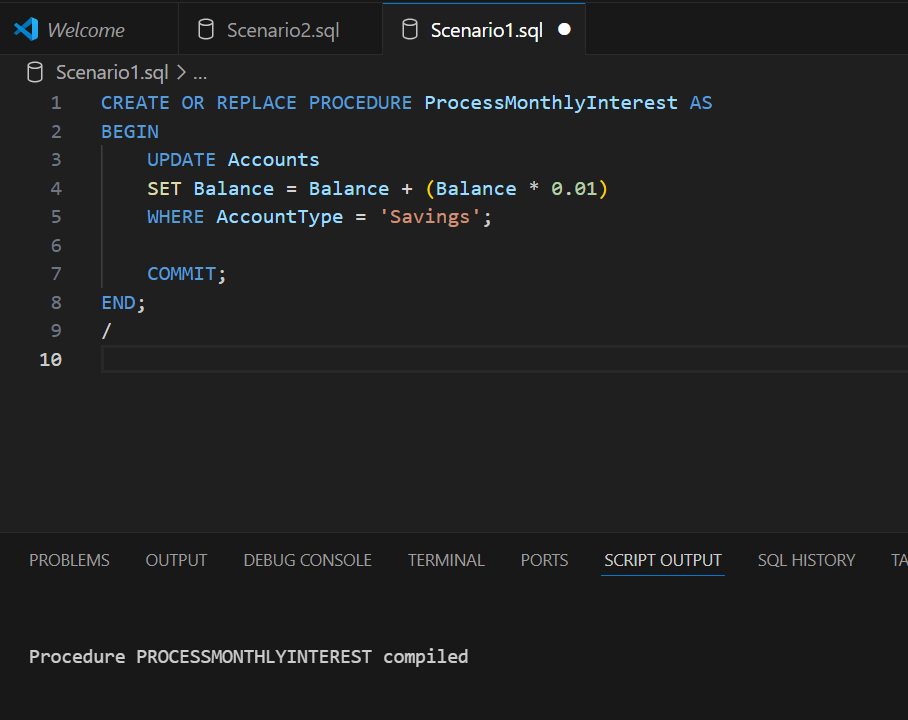 Welcome Scenario2.sql Scenario1.sql
Scenario1.sql > ...
1 CREATE OR REPLACE PROCEDURE ProcessMonthlyInterest AS
2 BEGIN
3     UPDATE Accounts
4     SET Balance = Balance + (Balance * 0.01)
5     WHERE AccountType = 'Savings';
6
7     COMMIT;
8 END;
9 /
10
PROBLEMS OUTPUT DEBUG CONSOLE TERMINAL PORTS SCRIPT OUTPUT SQL HISTORY TA
Procedure PROCESSMONTHLYINTEREST compiled